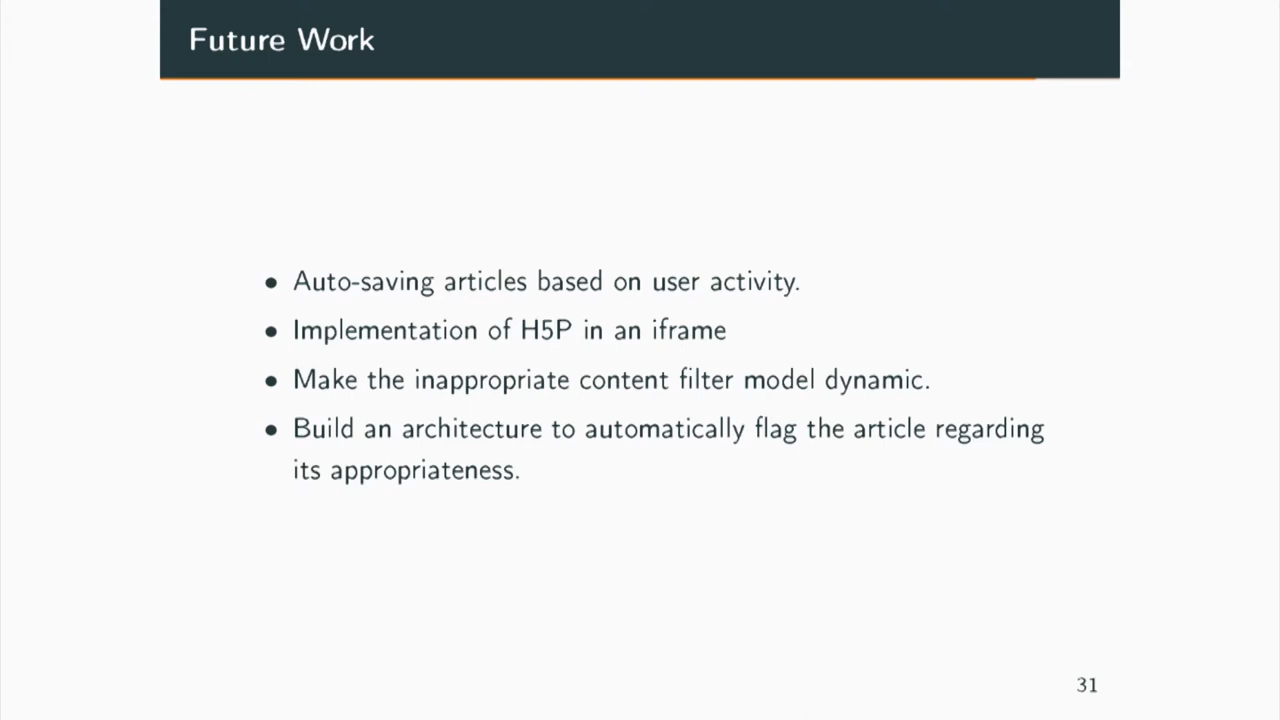 Future Work
• Auto-saving articles based on user activity.
• Implementation of H5P in an iframe
• Make the inappropriate content filter model dynamic.
• Build an architecture to automatically flag the article regarding
its appropriateness.
31